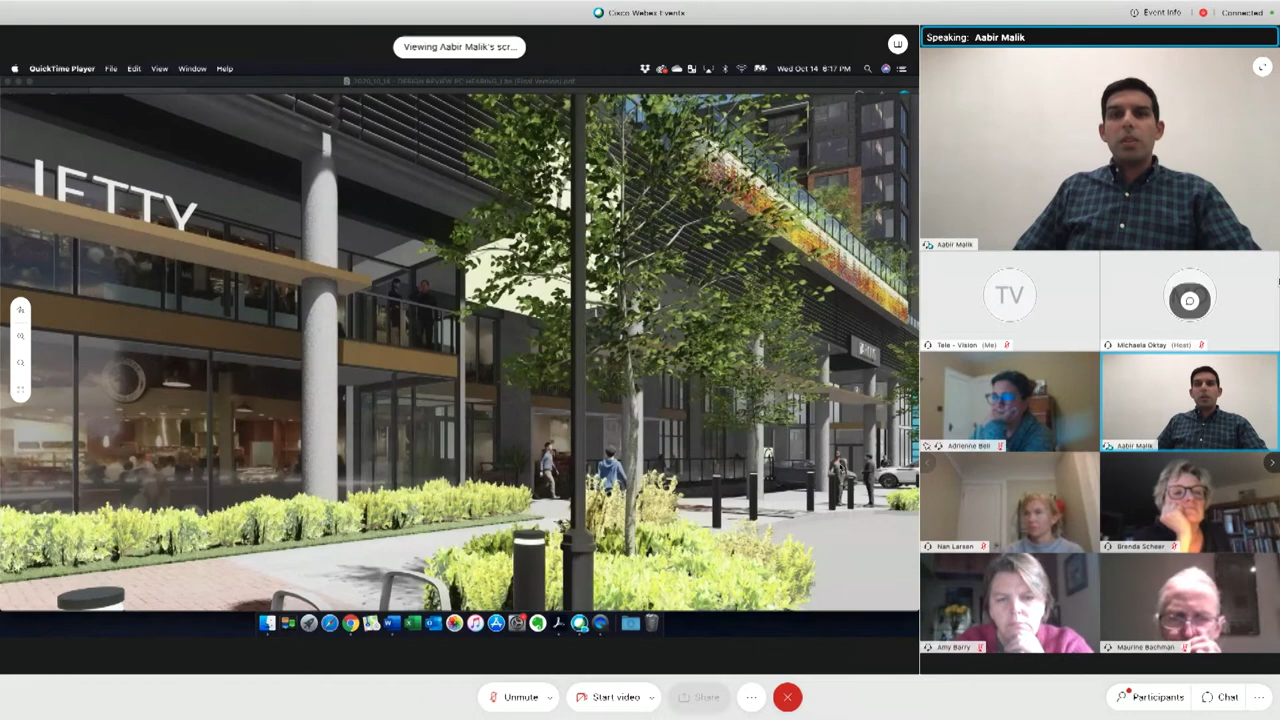 Cisco Webex Events
Event Info
Connected
Viewing Aabir Malik's scr...
Speaking: Aabir Malik
QuickTime Player File Edit View Window Help
Wed Oct 14 6:17 PM
JETTY
Aabir Malik
TV
Tele - Vision (Me)
Michaela Oktay (Host)
Adrienne Bell
Aabir Malik
Nan Larsen
Brenda Scheer
Amy Barry
Maurine Bachman
Unmute
Start video
Share
Participants
Chat